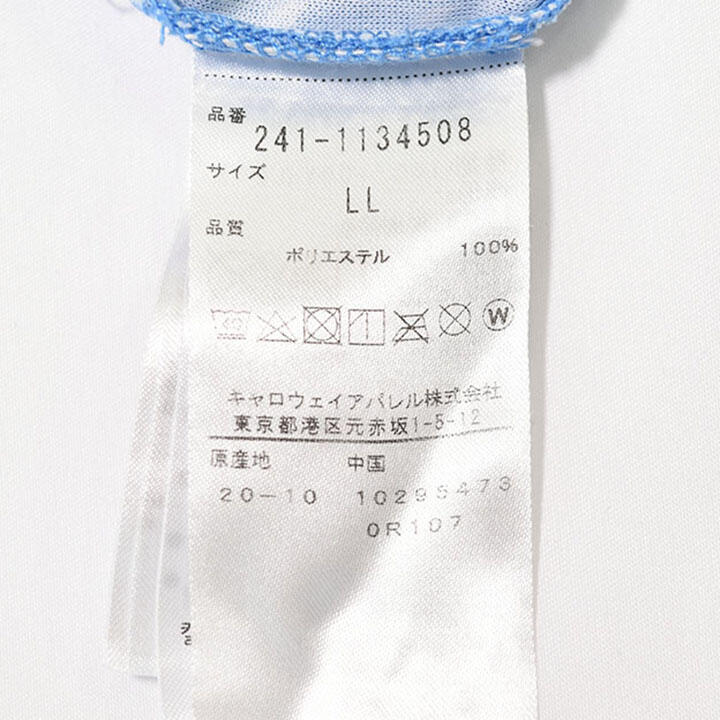 品番
241-1134508
サイズ
LL
品質
ポリエステル 100%
40
W
キャロウェイアパレル株式会社
東京都港区元赤坂1-5-12
原産地 中国
20-10 10295473
0R107